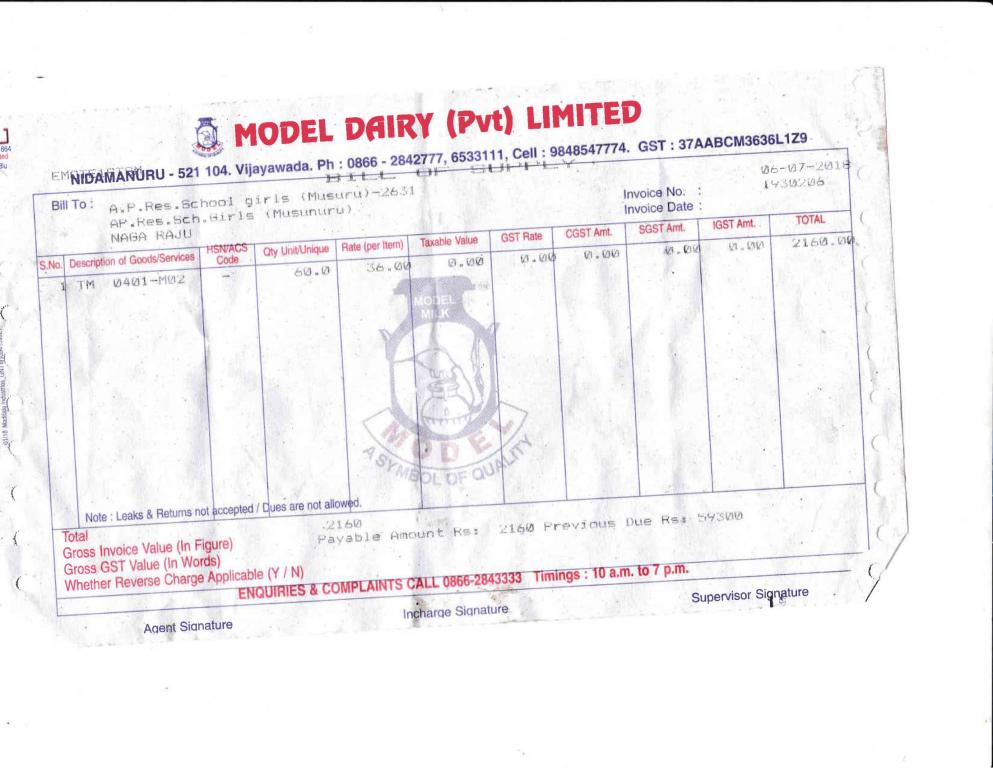 MODEL DAIRY (Pvt) LIMITED
NIDAMANURU - 521 104. Vijayawada. Ph : 0866 - 2842777, 6533111, Cell : 9848547774. GST : 37AABCM3636L1Z9
BILL OF SUPPLY
06-07-2018
Bill To : A.P.Res.School girls (Musuru)-2631
Invoice No. : 1930206
AP.Res.Sch.Girls (Musunuru)
Invoice Date :
NAGA RAJU
S.No. Description of Goods/Services HSN/ACS Code Qty Unit/Unique Rate (per Item) Taxable Value GST Rate CGST Amt. SGST Amt. IGST Amt. TOTAL
1 TM 0401-M02 - 60.0 36.00 0.00 0.00 0.00 0.00 0.00 2160.00
MODEL
MILK
MODEL
A SYMBOL OF QUALITY
Note : Leaks & Returns not accepted / Dues are not allowed.
Total 2160
Gross Invoice Value (In Figure) Payable Amount Rs: 2160 Previous Due Rs: 59300
Gross GST Value (In Words)
Whether Reverse Charge Applicable (Y / N)
ENQUIRIES & COMPLAINTS CALL 0866-2843333 Timings : 10 a.m. to 7 p.m.
Agent Signature Incharge Signature Supervisor Signature